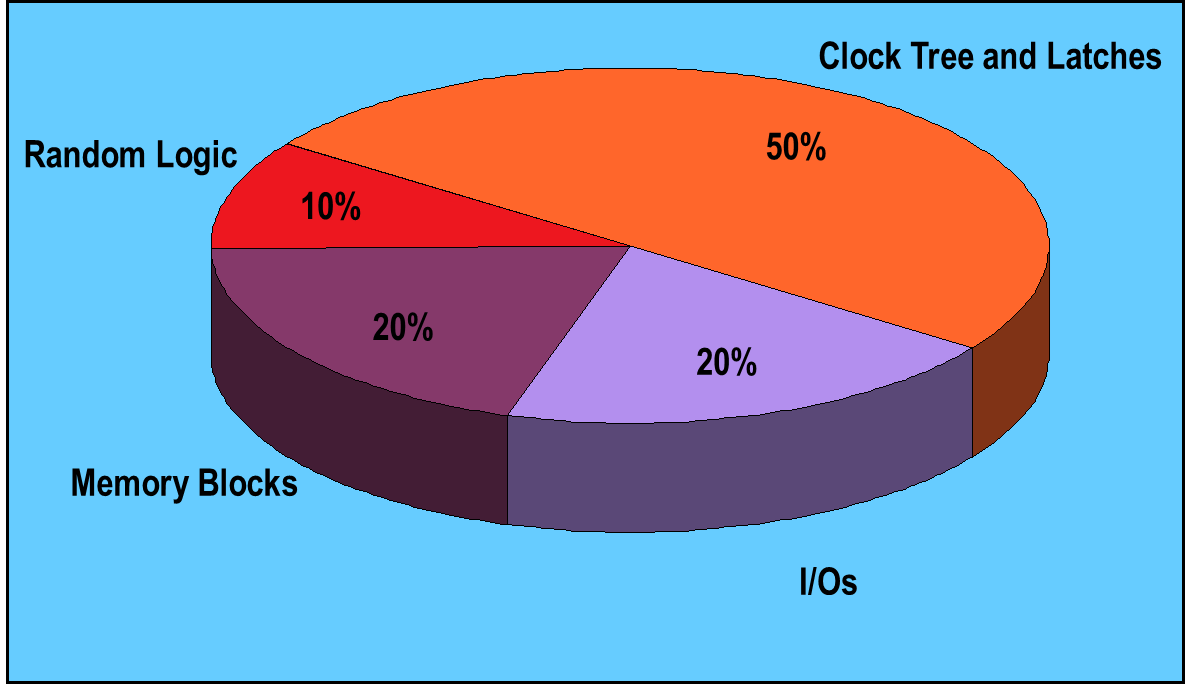 Clock Tree and Latches
50%
Random Logic
10%
20%
20%
Memory Blocks
I/Os